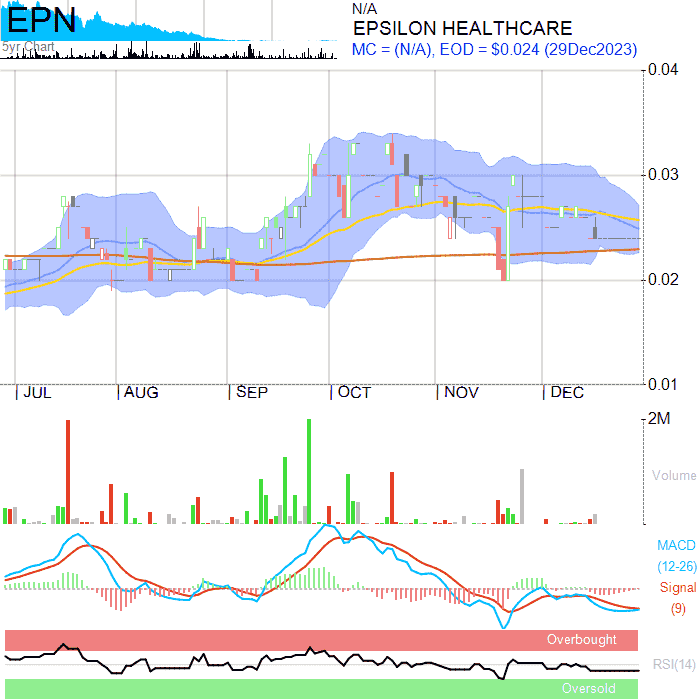 EPN
5yr Chart
N/A
EPSILON HEALTHCARE
MC = (N/A), EOD = $0.024 (29Dec2023)
0.04
0.03
0.02
0.01
JUL AUG SEP OCT NOV DEC
2M
Volume
MACD
(12-26)
Signal
(9)
Overbought
RSI(14)
Oversold